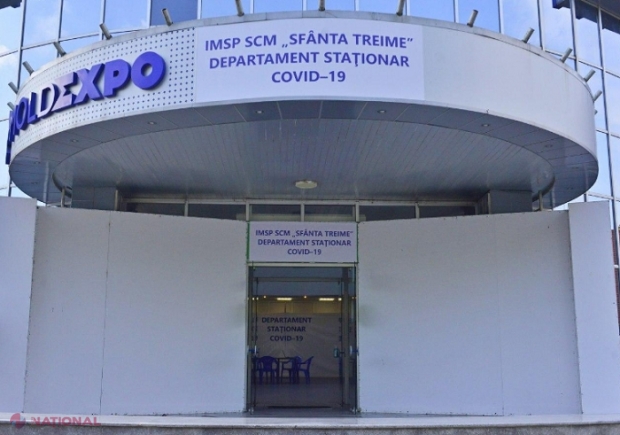 MOLDEXPO
IMSP SCM „SFÂNTA TREIME”
DEPARTAMENT STAȚIONAR
COVID–19
IMSP SCM „SFÂNTA TREIME”
DEPARTAMENT STAȚIONAR
COVID–19
DEPARTAMENT
STAȚIONAR
COVID–19
NATIONAL